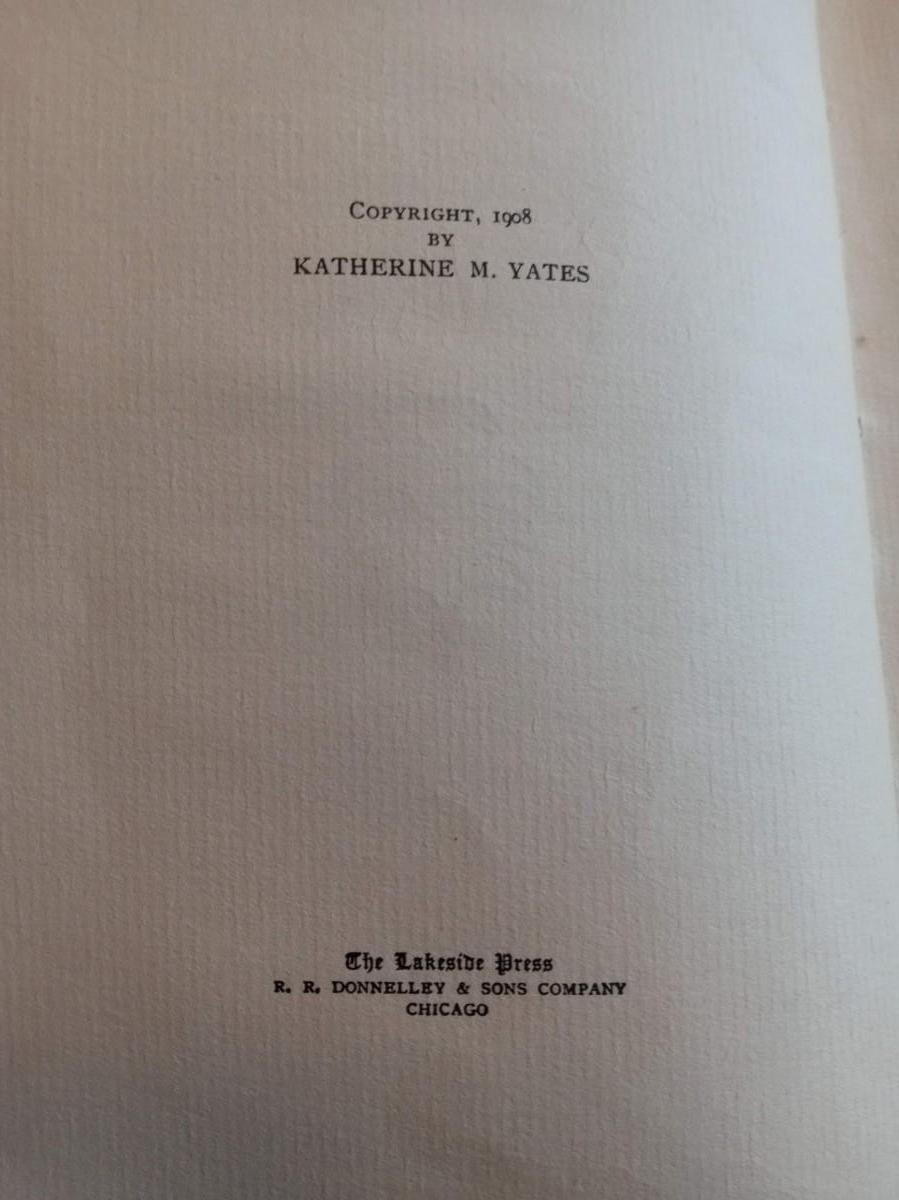 COPYRIGHT, 1908
BY
KATHERINE M. YATES
The Lakeside Press
R. R. DONNELLEY & SONS COMPANY
CHICAGO